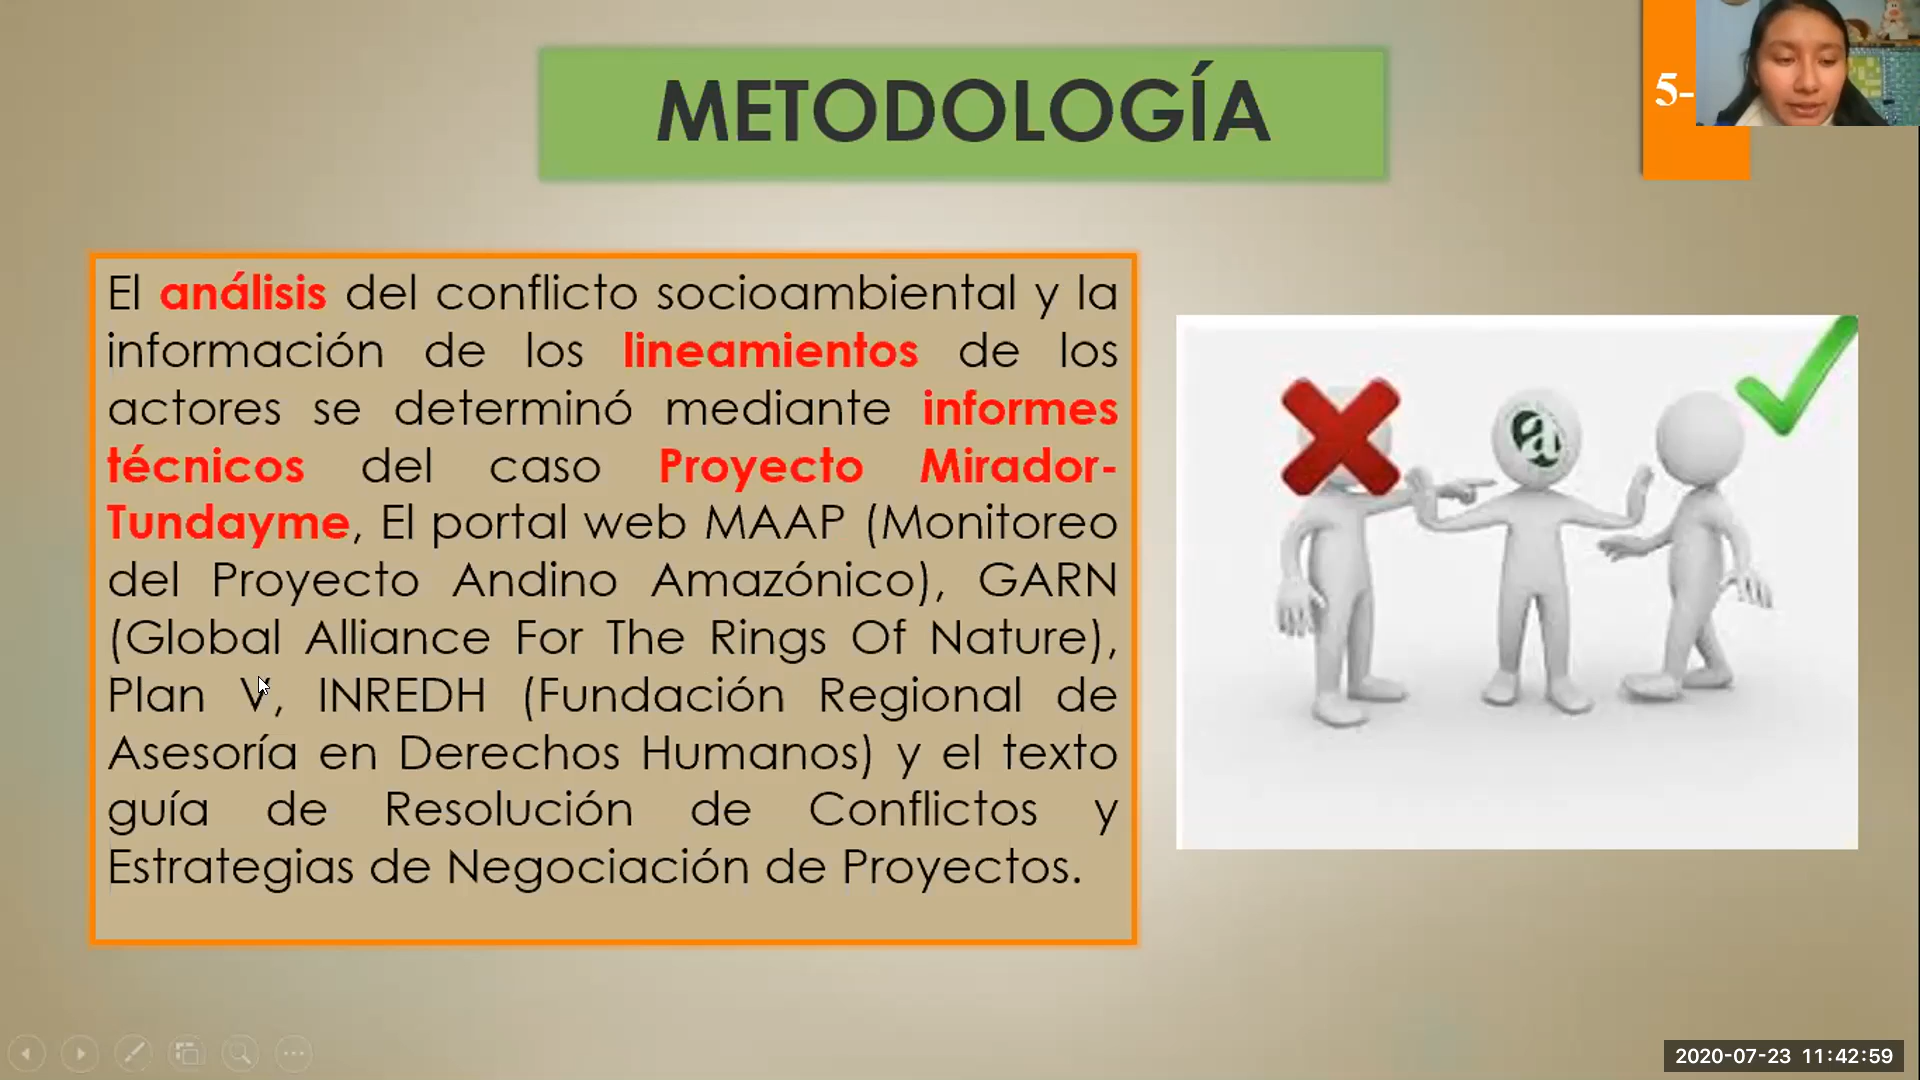 METODOLOGÍA
5-
El análisis del conflicto socioambiental y la
información de los lineamientos de los
actores se determinó mediante informes
técnicos del caso Proyecto Mirador-
Tundayme, El portal web MAAP (Monitoreo
del Proyecto Andino Amazónico), GARN
(Global Alliance For The Rings Of Nature),
Plan V, INREDH (Fundación Regional de
Asesoría en Derechos Humanos) y el texto
guía de Resolución de Conflictos y
Estrategias de Negociación de Proyectos.
a
2020-07-23 11:42:59